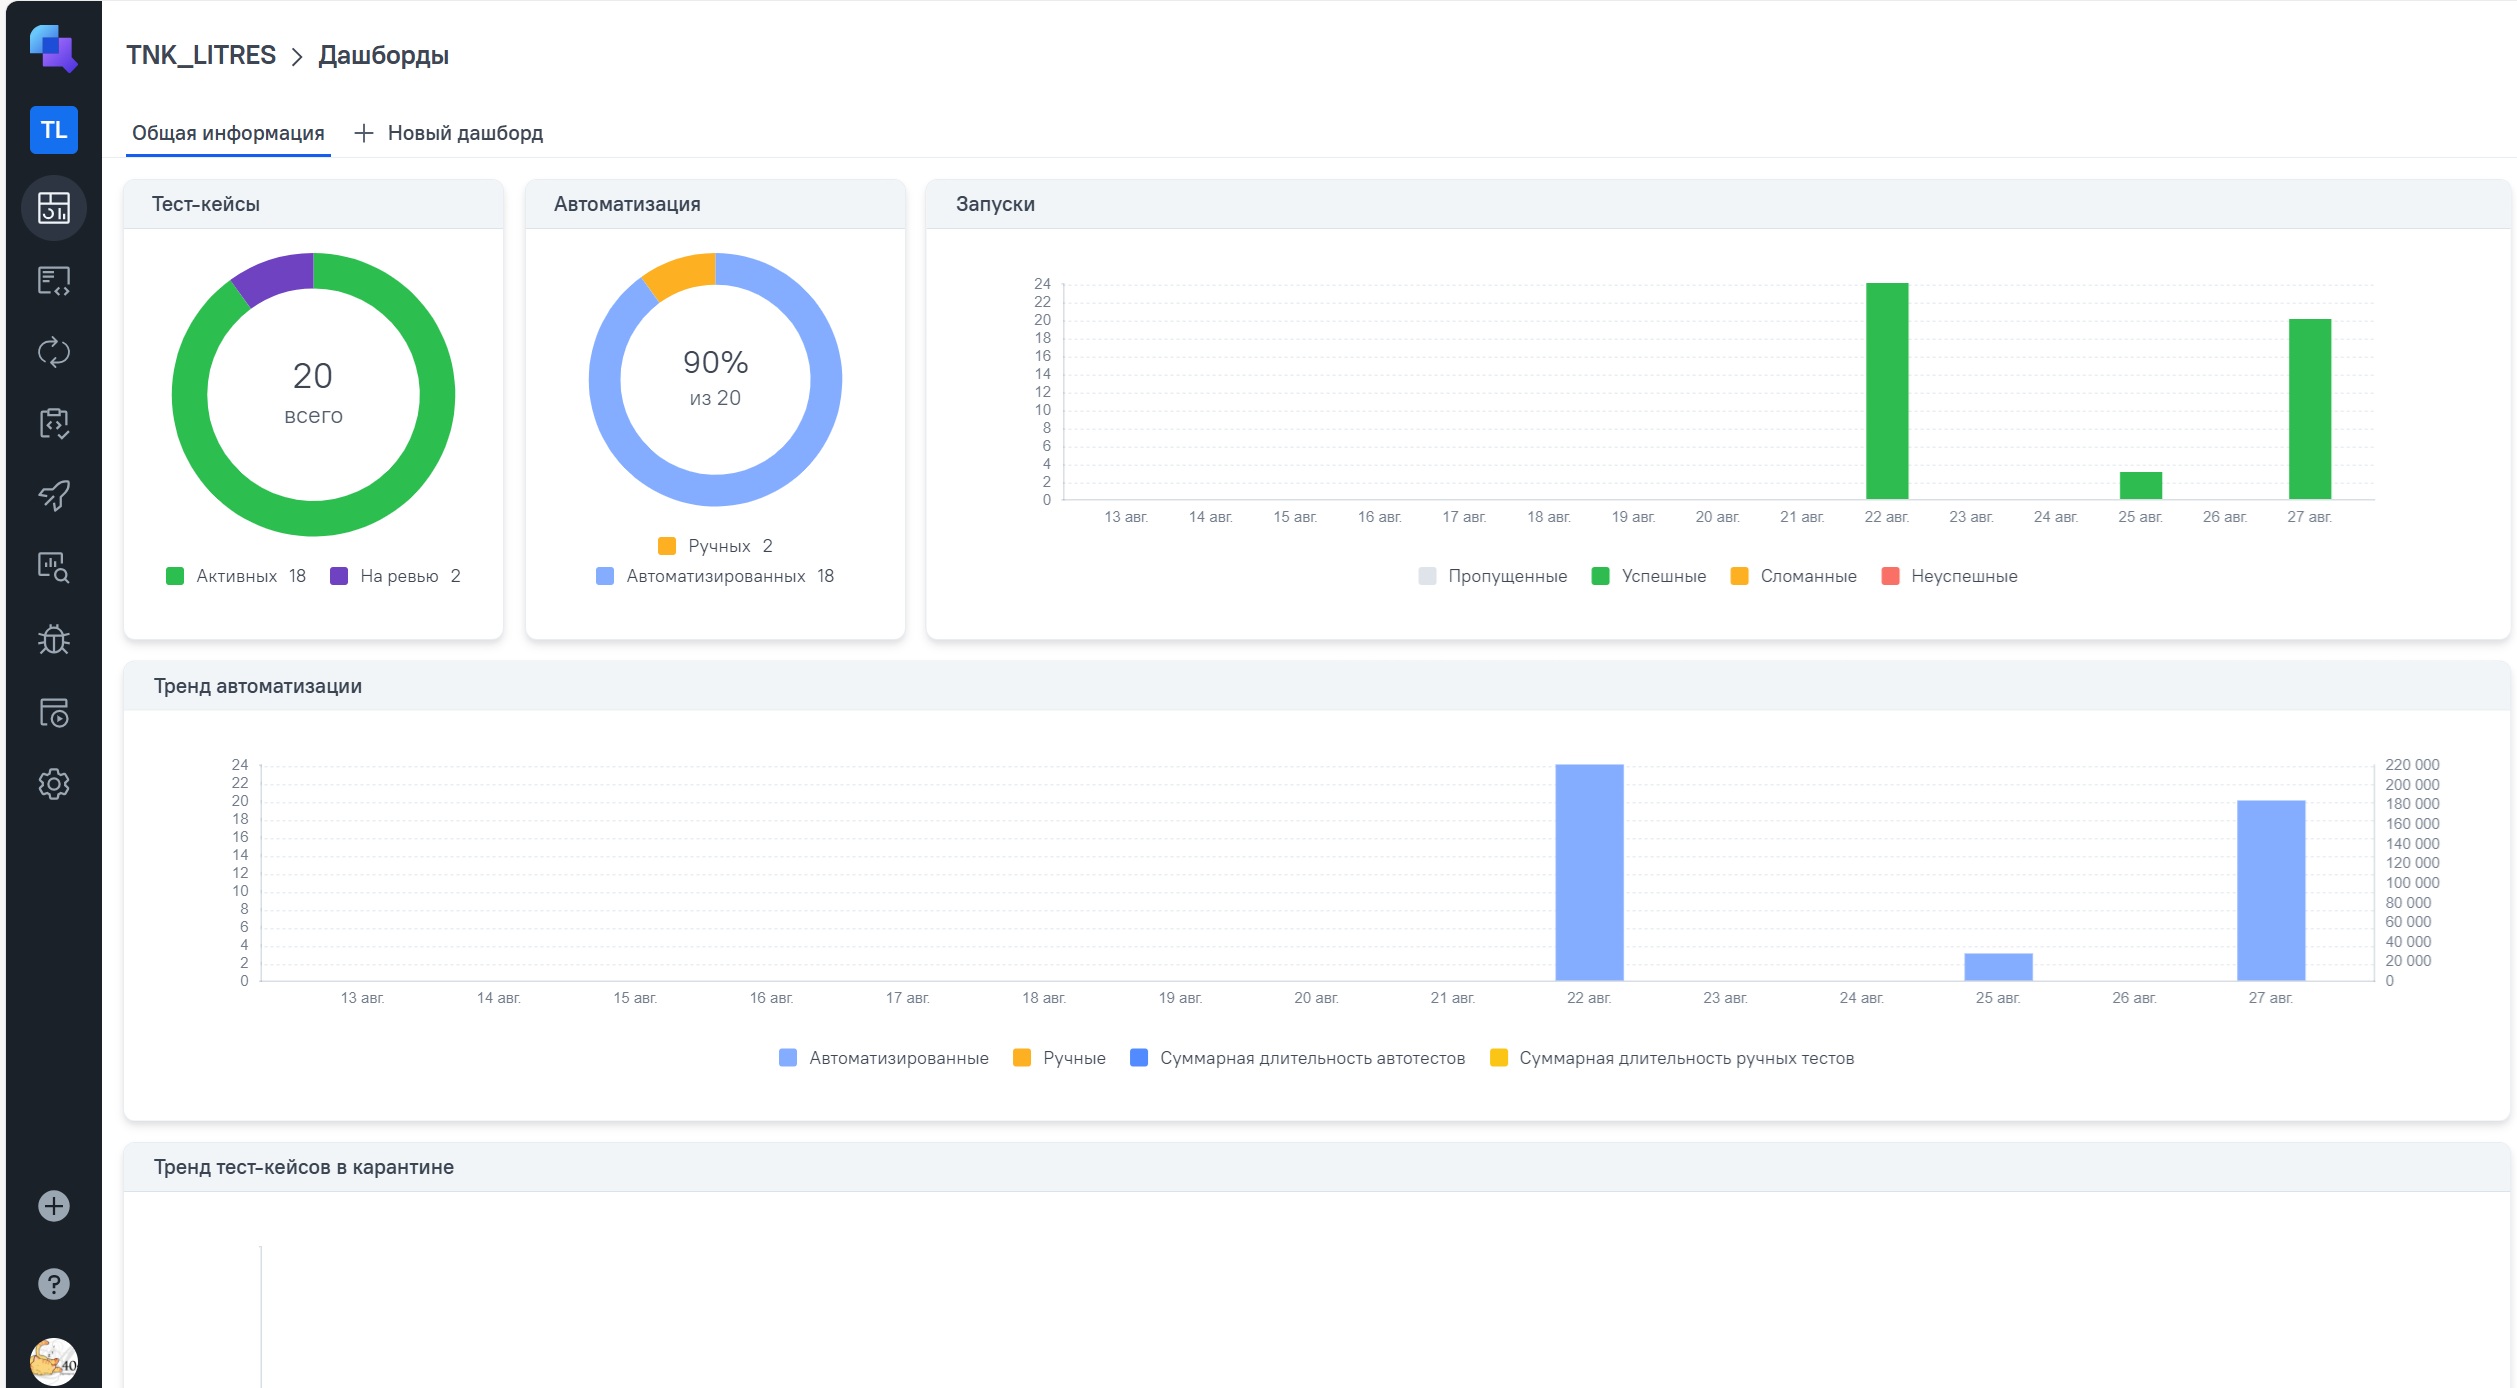 TNK_LITRES > Дашборды
TL
Общая информация + Новый дашборд
Тест-кейсы
20
всего
Активных 18 На ревью 2
Автоматизация
90%
из 20
Ручных 2
Автоматизированных 18
Запуски
24
22
20
18
16
14
12
10
8
6
4
2
0
13 авг. 14 авг. 15 авг. 16 авг. 17 авг. 18 авг. 19 авг. 20 авг. 21 авг. 22 авг. 23 авг. 24 авг. 25 авг. 26 авг. 27 авг.
Пропущенные Успешные Сломанные Неуспешные
Тренд автоматизации
24
22
20
18
16
14
12
10
8
6
4
2
0
220 000
200 000
180 000
160 000
140 000
120 000
100 000
80 000
60 000
40 000
20 000
0
13 авг. 14 авг. 15 авг. 16 авг. 17 авг. 18 авг. 19 авг. 20 авг. 21 авг. 22 авг. 23 авг. 24 авг. 25 авг. 26 авг. 27 авг.
Автоматизированные Ручные Суммарная длительность автотестов Суммарная длительность ручных тестов
Тренд тест-кейсов в карантине
?
40